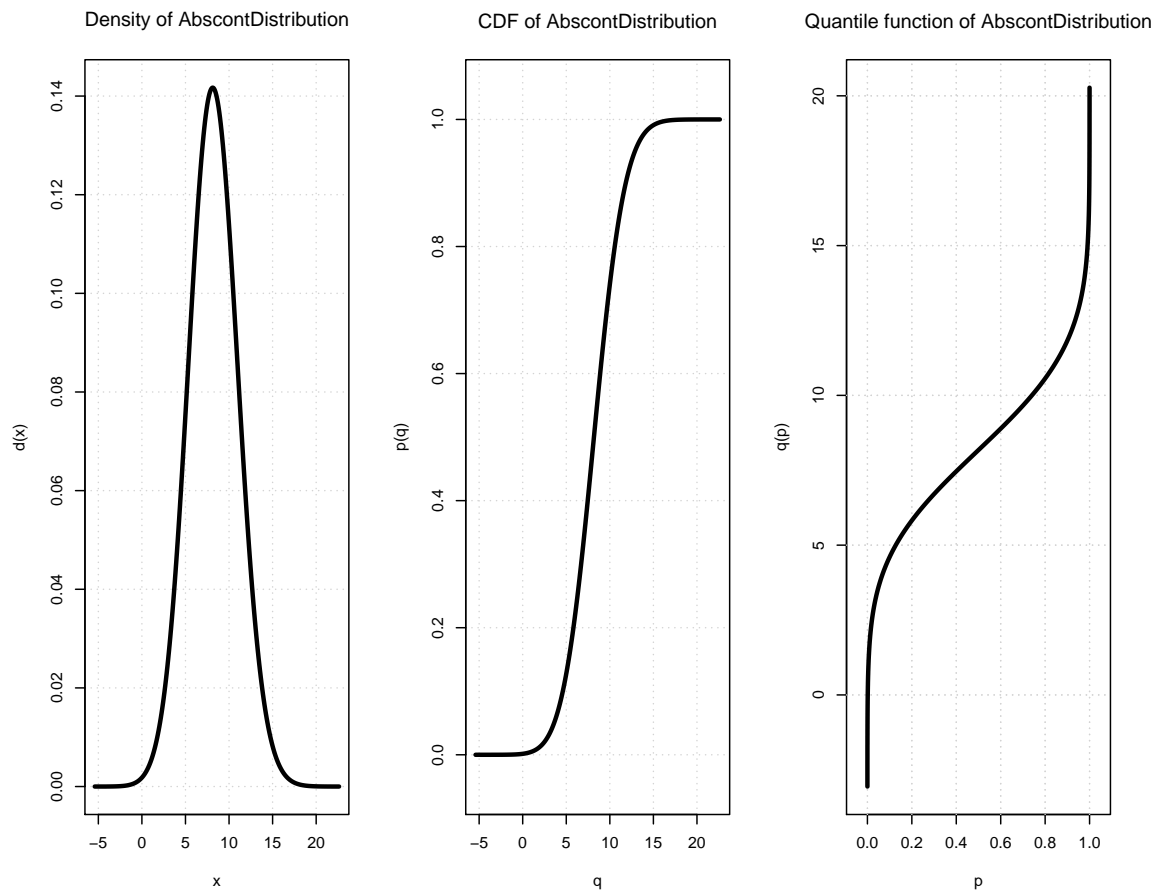 Density of AbscontDistribution
d(x)
0.14
0.12
0.10
0.08
0.06
0.04
0.02
0.00
−5 0 5 10 15 20
x
CDF of AbscontDistribution
p(q)
1.0
0.8
0.6
0.4
0.2
0.0
−5 0 5 10 15 20
q
Quantile function of AbscontDistribution
q(p)
20
15
10
5
0
0.0 0.2 0.4 0.6 0.8 1.0
p